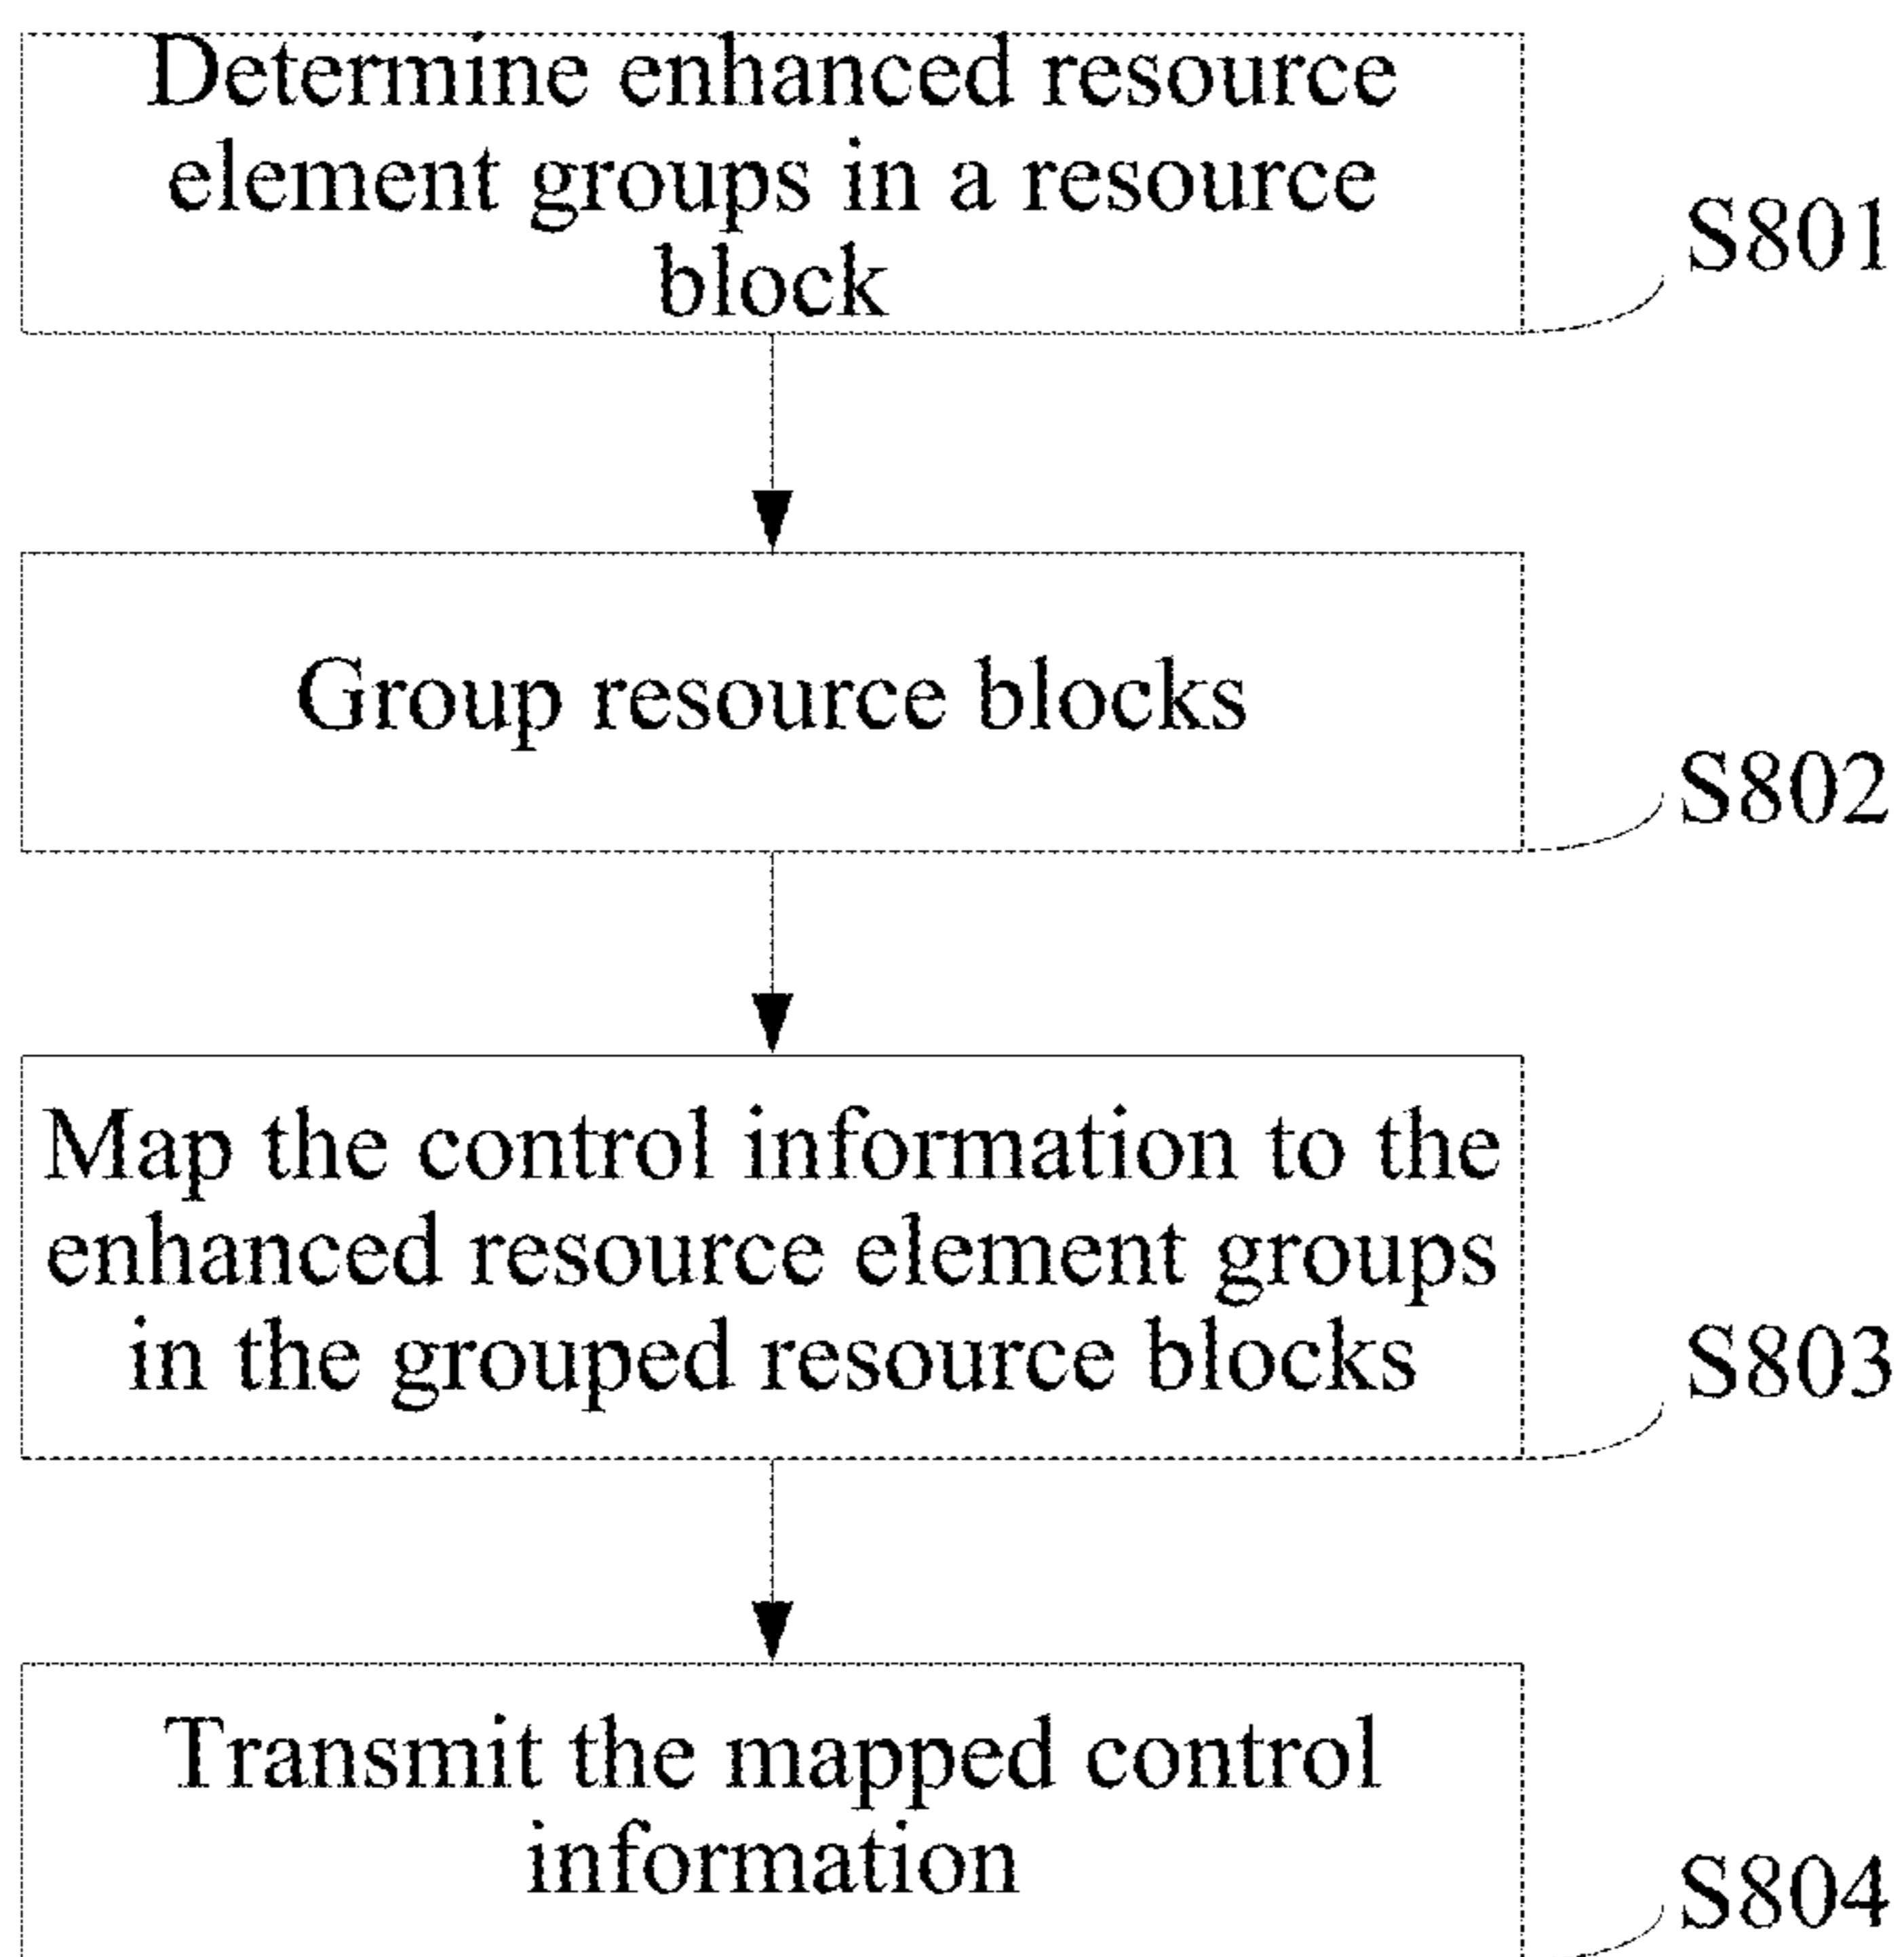 Determine enhanced resource
element groups in a resource
block
S801
Group resource blocks
S802
Map the control information to the
enhanced resource element groups
in the grouped resource blocks
S803
Transmit the mapped control
information
S804